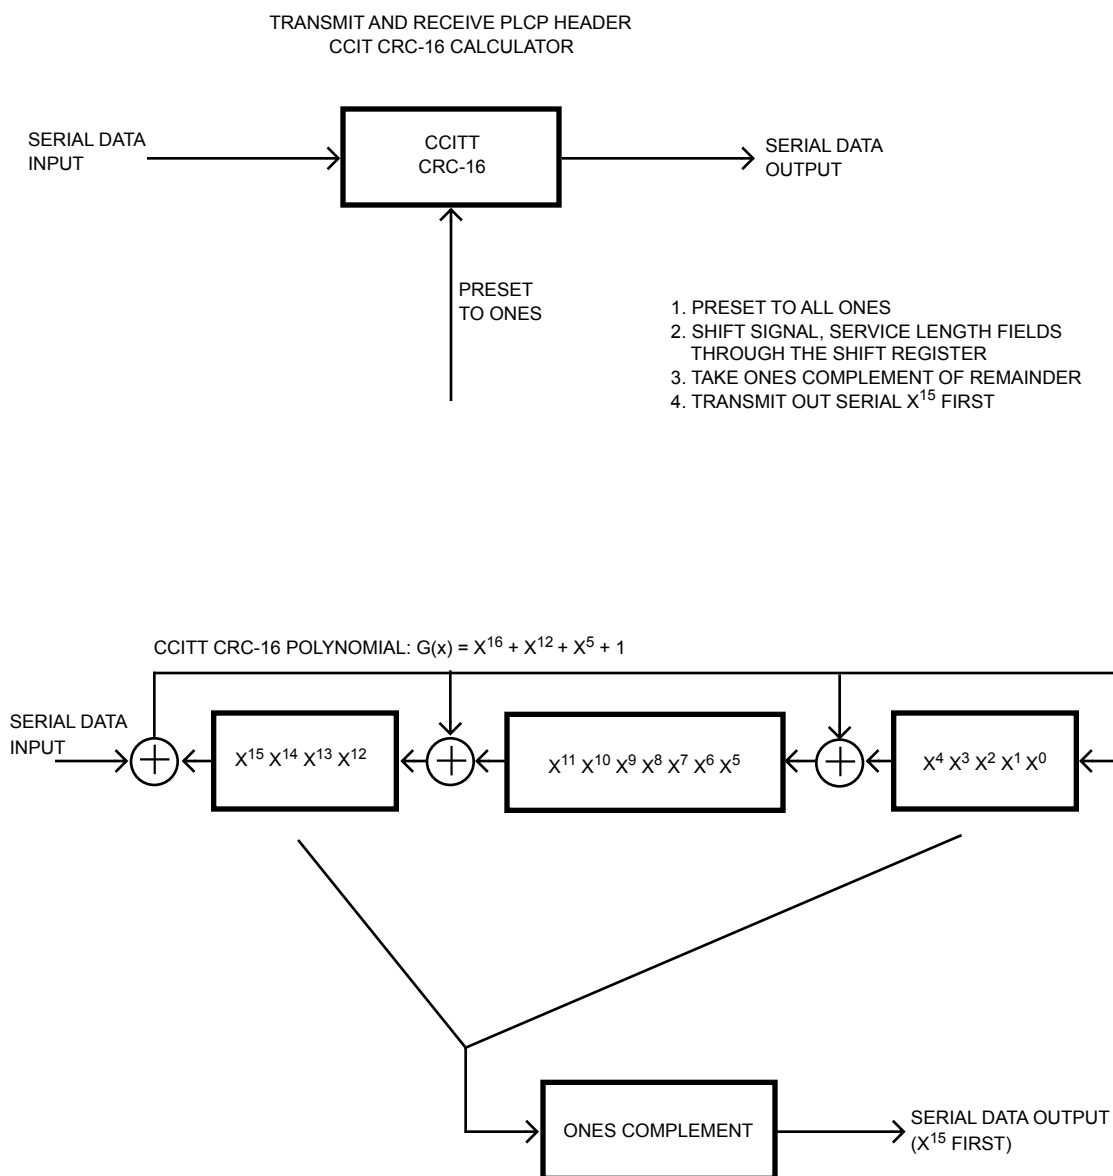 TRANSMIT AND RECEIVE PLCP HEADER
CCIT CRC-16 CALCULATOR
SERIAL DATA
INPUT
CCITT
CRC-16
SERIAL DATA
OUTPUT
PRESET
TO ONES
1. PRESET TO ALL ONES
2. SHIFT SIGNAL, SERVICE LENGTH FIELDS
THROUGH THE SHIFT REGISTER
3. TAKE ONES COMPLEMENT OF REMAINDER
4. TRANSMIT OUT SERIAL X¹⁵ FIRST
CCITT CRC-16 POLYNOMIAL: G(x) = X¹⁶ + X¹² + X⁵ + 1
SERIAL DATA
INPUT
X¹⁵ X¹⁴ X¹³ X¹²
X¹¹ X¹⁰ X⁹ X⁸ X⁷ X⁶ X⁵
X⁴ X³ X² X¹ X⁰
ONES COMPLEMENT
SERIAL DATA OUTPUT
(X¹⁵ FIRST)